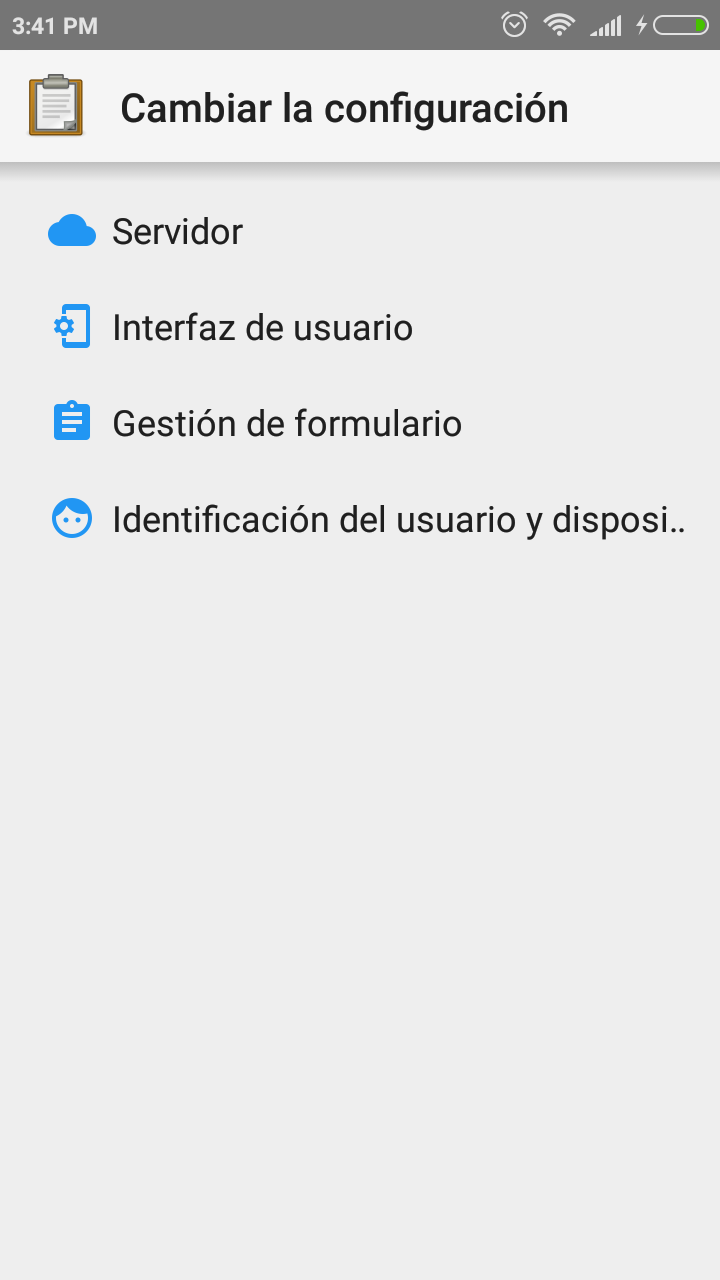 3:41 PM
Cambiar la configuración
Servidor
Interfaz de usuario
Gestión de formulario
Identificación del usuario y disposi..